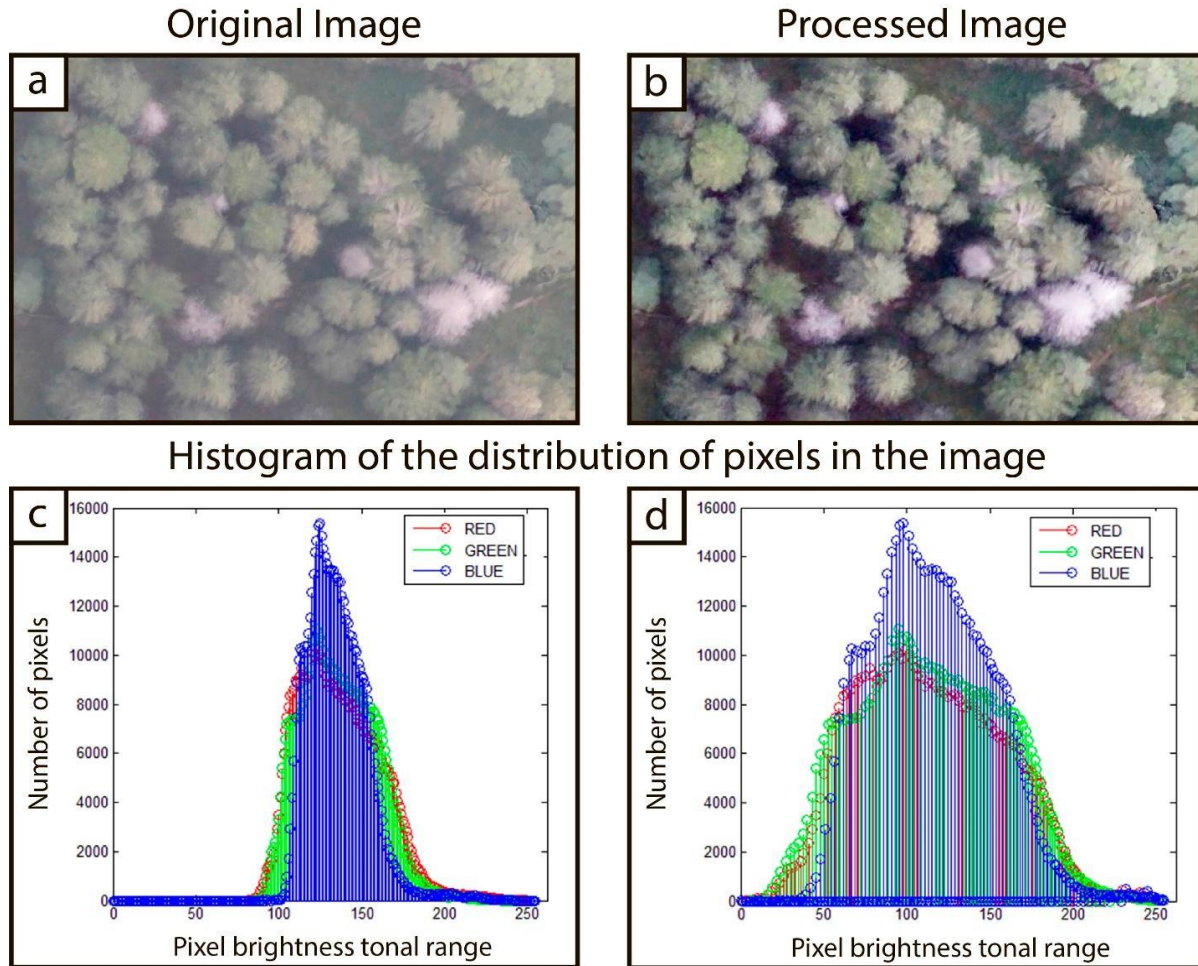 Original Image
Processed Image
a
b
Histogram of the distribution of pixels in the image
c
16000
14000
12000
10000
8000
6000
4000
2000
0
0
50
100
150
200
250
RED
GREEN
BLUE
Number of pixels
Pixel brightness tonal range
d
16000
14000
12000
10000
8000
6000
4000
2000
0
0
50
100
150
200
250
RED
GREEN
BLUE
Number of pixels
Pixel brightness tonal range